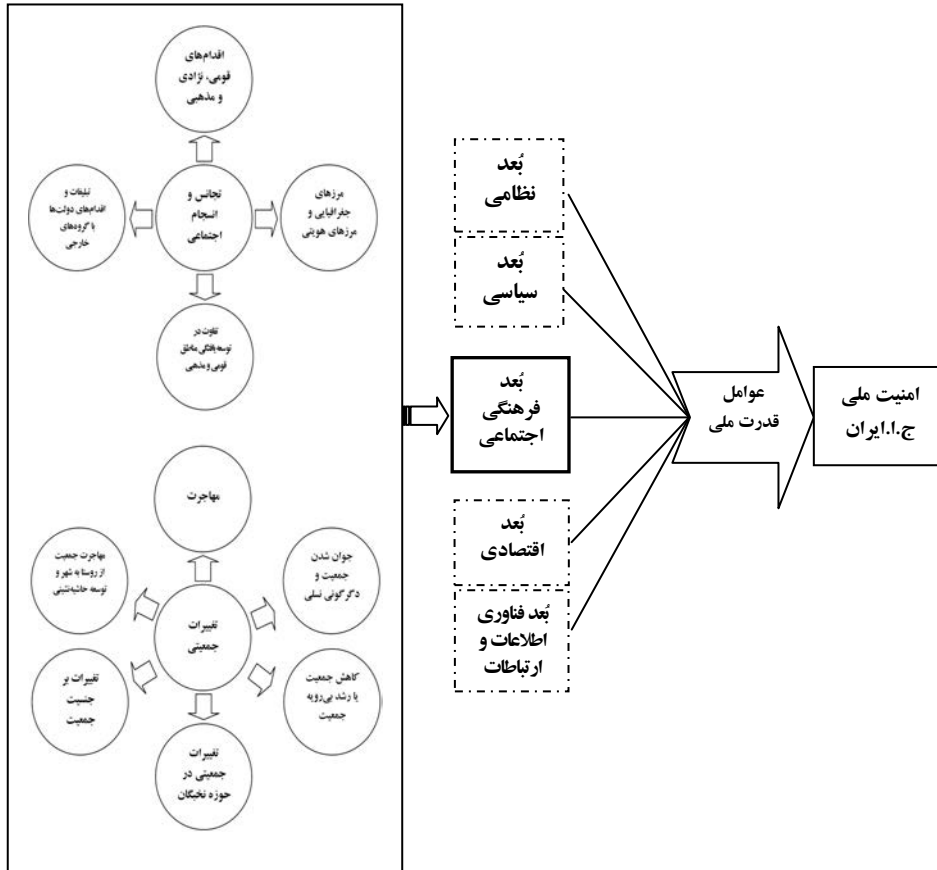 اقدام‌های
قومی، نژادی
و مذهبی
مرزهای
جغرافیایی و
مرزهای هویتی
تجانس و
انسجام
اجتماعی
تبلیغات و
اقدام‌های دولت‌ها
یا گروه‌های
خارجی
تفاوت در
توسعه‌یافتگی مناطق
قومی و مذهبی
مهاجرت
جوان شدن
جمعیت و
دگرگونی نسلی
مهاجرت جمعیت
از روستا به شهر و
توسعه حاشیه‌نشینی
تغییرات
جمعیتی
کاهش جمعیت
یا رشد بی‌رویه
جمعیت
تغییرات بر
جنسیت
جمعیت
تغییرات
جمعیتی در
حوزه نخبگان
بُعد
نظامی
بُعد
سیاسی
بُعد
فرهنگی
اجتماعی
بُعد
اقتصادی
بُعد فناوری
اطلاعات و
ارتباطات
عوامل
قدرت ملی
امنیت ملی
ج.ا.ایران